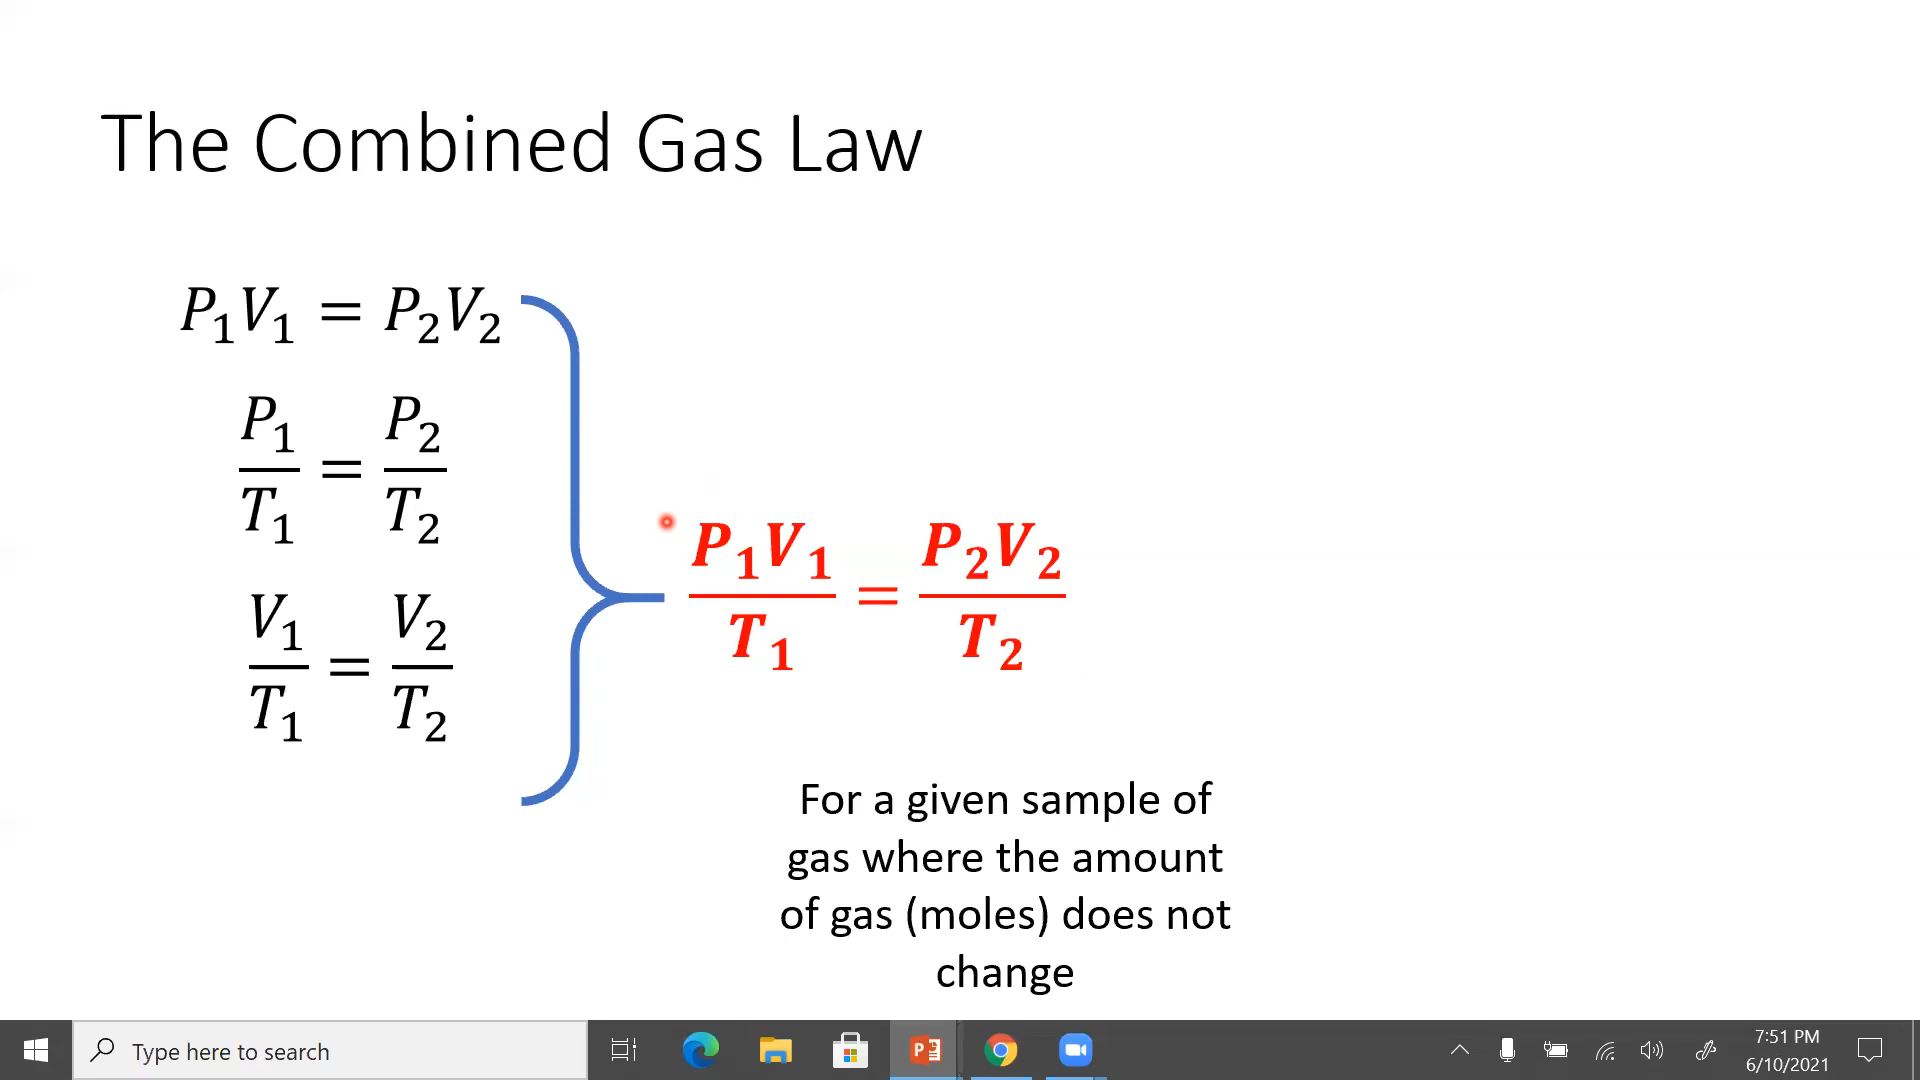 The Combined Gas Law
P₁V₁ = P₂V₂
P₁/T₁ = P₂/T₂
V₁/T₁ = V₂/T₂
P₁V₁/T₁ = P₂V₂/T₂
For a given sample of
gas where the amount
of gas (moles) does not
change
Type here to search
7:51 PM
6/10/2021